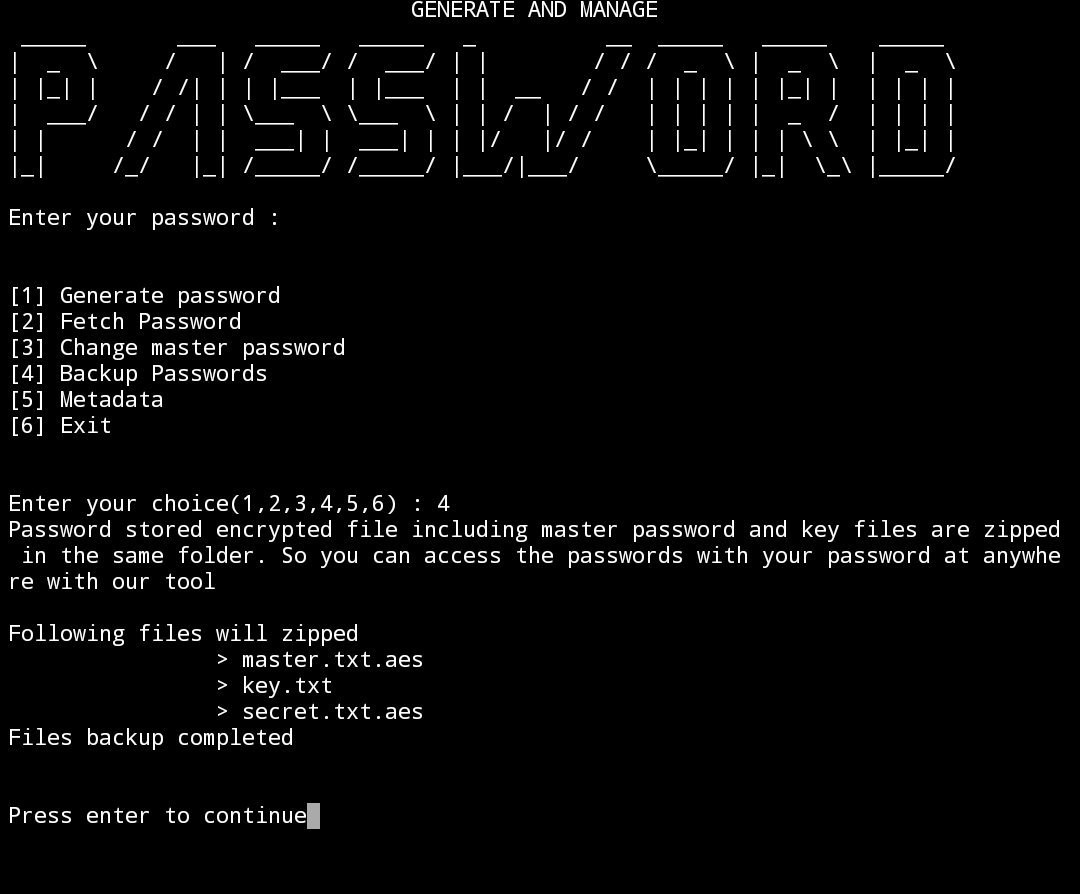 GENERATE AND MANAGE
PASSWORD
Enter your password :
[1] Generate password
[2] Fetch Password
[3] Change master password
[4] Backup Passwords
[5] Metadata
[6] Exit
Enter your choice(1,2,3,4,5,6) : 4
Password stored encrypted file including master password and key files are zipped
 in the same folder. So you can access the passwords with your password at anywhe
re with our tool
Following files will zipped
> master.txt.aes
> key.txt
> secret.txt.aes
Files backup completed
Press enter to continue